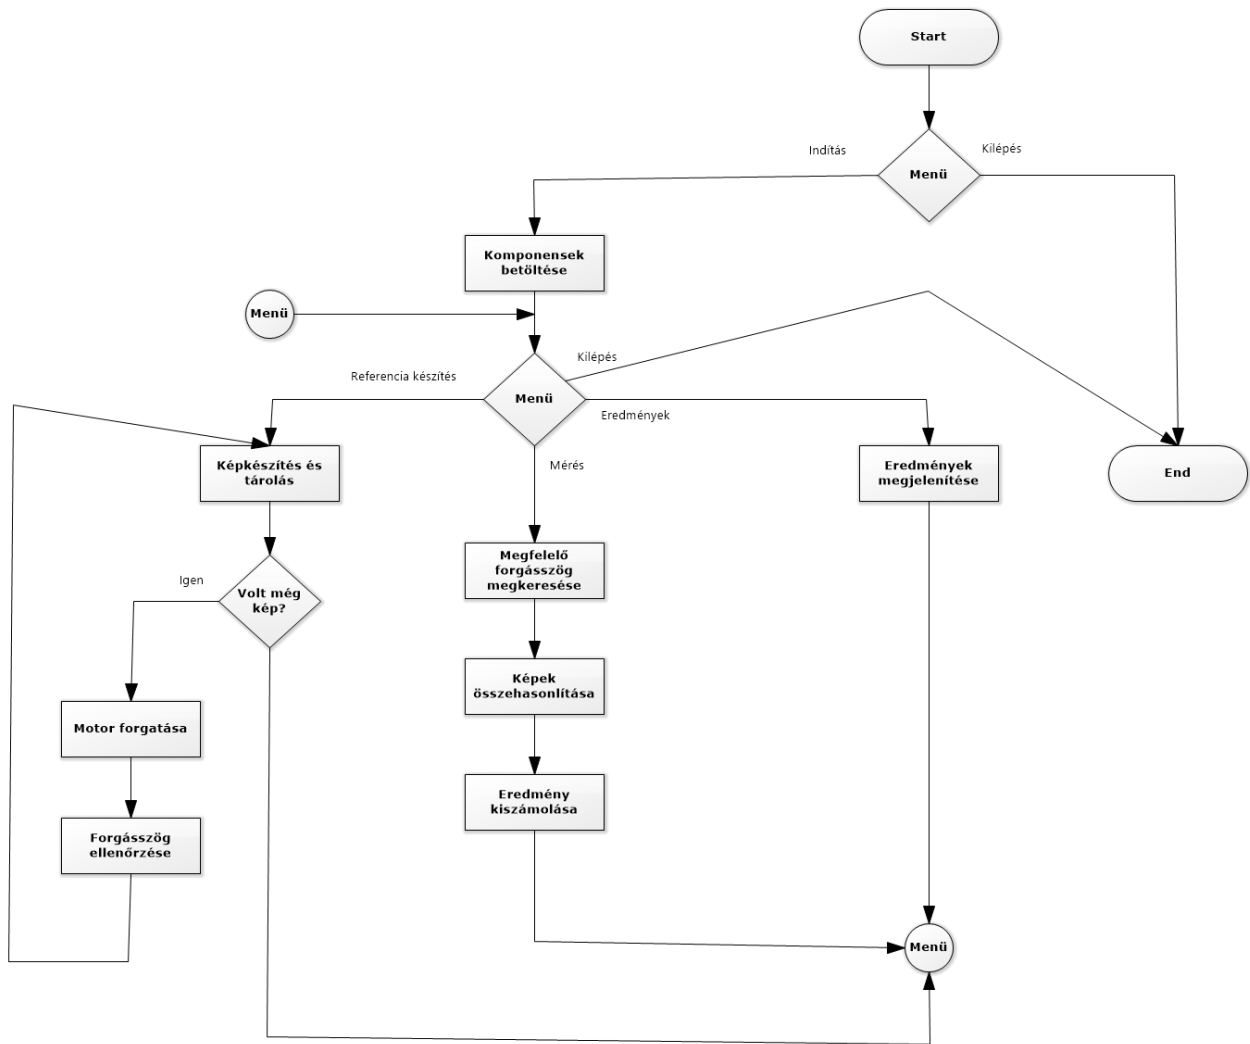 Start
Indítás
Kilépés
Menü
Komponensek
betöltése
Menü
Kilépés
Referencia készítés
Menü
Eredmények
Képkészítés és
tárolás
Mérés
Eredmények
megjelenítése
End
Megfelelő
forgásszög
megkeresése
Igen
Volt még
kép?
Képek
összehasonlítása
Motor forgatása
Eredmény
kiszámolása
Forgásszög
ellenőrzése
Menü